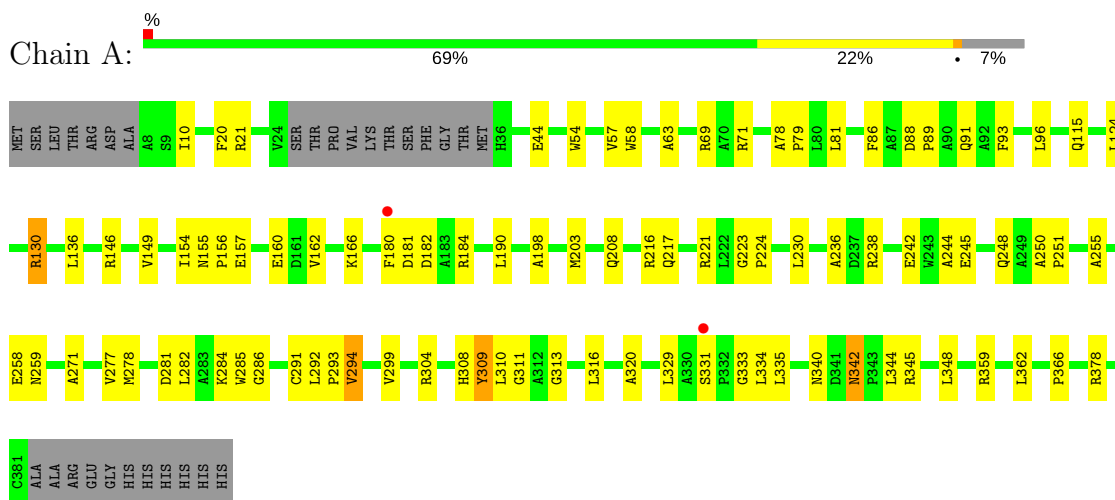 %
Chain A:
69% 22% • 7%
MET SER LEU THR ARG ASP ALA A8 S9 I10 F20 R21 V24 SER THR PRO VAL LYS THR SER PHE GLY THR MET H36 E44 W54 V57 W58 A63 R69 A70 R71 A78 P79 L80 L81 F86 A87 D88 P89 A90 Q91 A92 F93 L96 Q115 L124
R130 L136 R146 V149 I154 N155 P156 E157 E160 D161 V162 K166 F180 D181 D182 A183 R184 L190 A198 M203 Q208 R216 Q217 R221 L222 G223 P224 L230 A236 D237 R238 E242 W243 A244 E245 Q248 A249 A250 P251 A255
E258 N259 A271 V277 M278 D281 L282 A283 K284 W285 G286 C291 L292 P293 V294 V299 R304 H308 Y309 L310 G311 A312 G313 L316 A320 L329 A330 S331 P332 G333 L334 L335 N340 D341 N342 P343 L344 R345 L348 R359 L362 P366 R378
C381 ALA ALA ARG GLU GLY HIS HIS HIS HIS HIS HIS